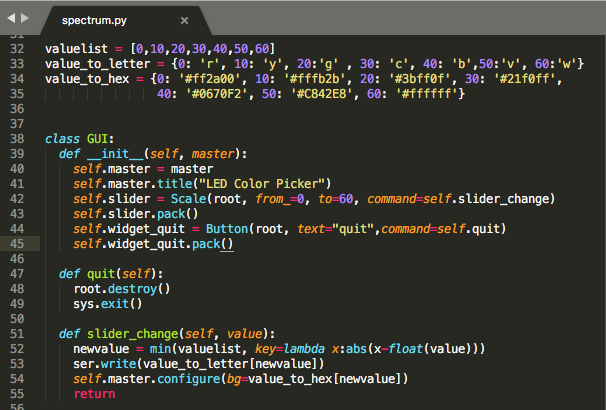 spectrum.py
31
32 valuelist = [0,10,20,30,40,50,60]
33 value_to_letter = {0: 'r', 10: 'y', 20:'g' , 30: 'c', 40: 'b',50:'v', 60:'w'}
34 value_to_hex = {0: '#ff2a00', 10: '#fffb2b', 20: '#3bff0f', 30: '#21f0ff',
35 40: '#0670F2', 50: '#C842E8', 60: '#ffffff'}
36
37
38 class GUI:
39 def __init__(self, master):
40 self.master = master
41 self.master.title("LED Color Picker")
42 self.slider = Scale(root, from_=0, to=60, command=self.slider_change)
43 self.slider.pack()
44 self.widget_quit = Button(root, text="quit",command=self.quit)
45 self.widget_quit.pack()
46
47 def quit(self):
48 root.destroy()
49 sys.exit()
50
51 def slider_change(self, value):
52 newvalue = min(valuelist, key=lambda x:abs(x-float(value)))
53 ser.write(value_to_letter[newvalue])
54 self.master.configure(bg=value_to_hex[newvalue])
55 return
56